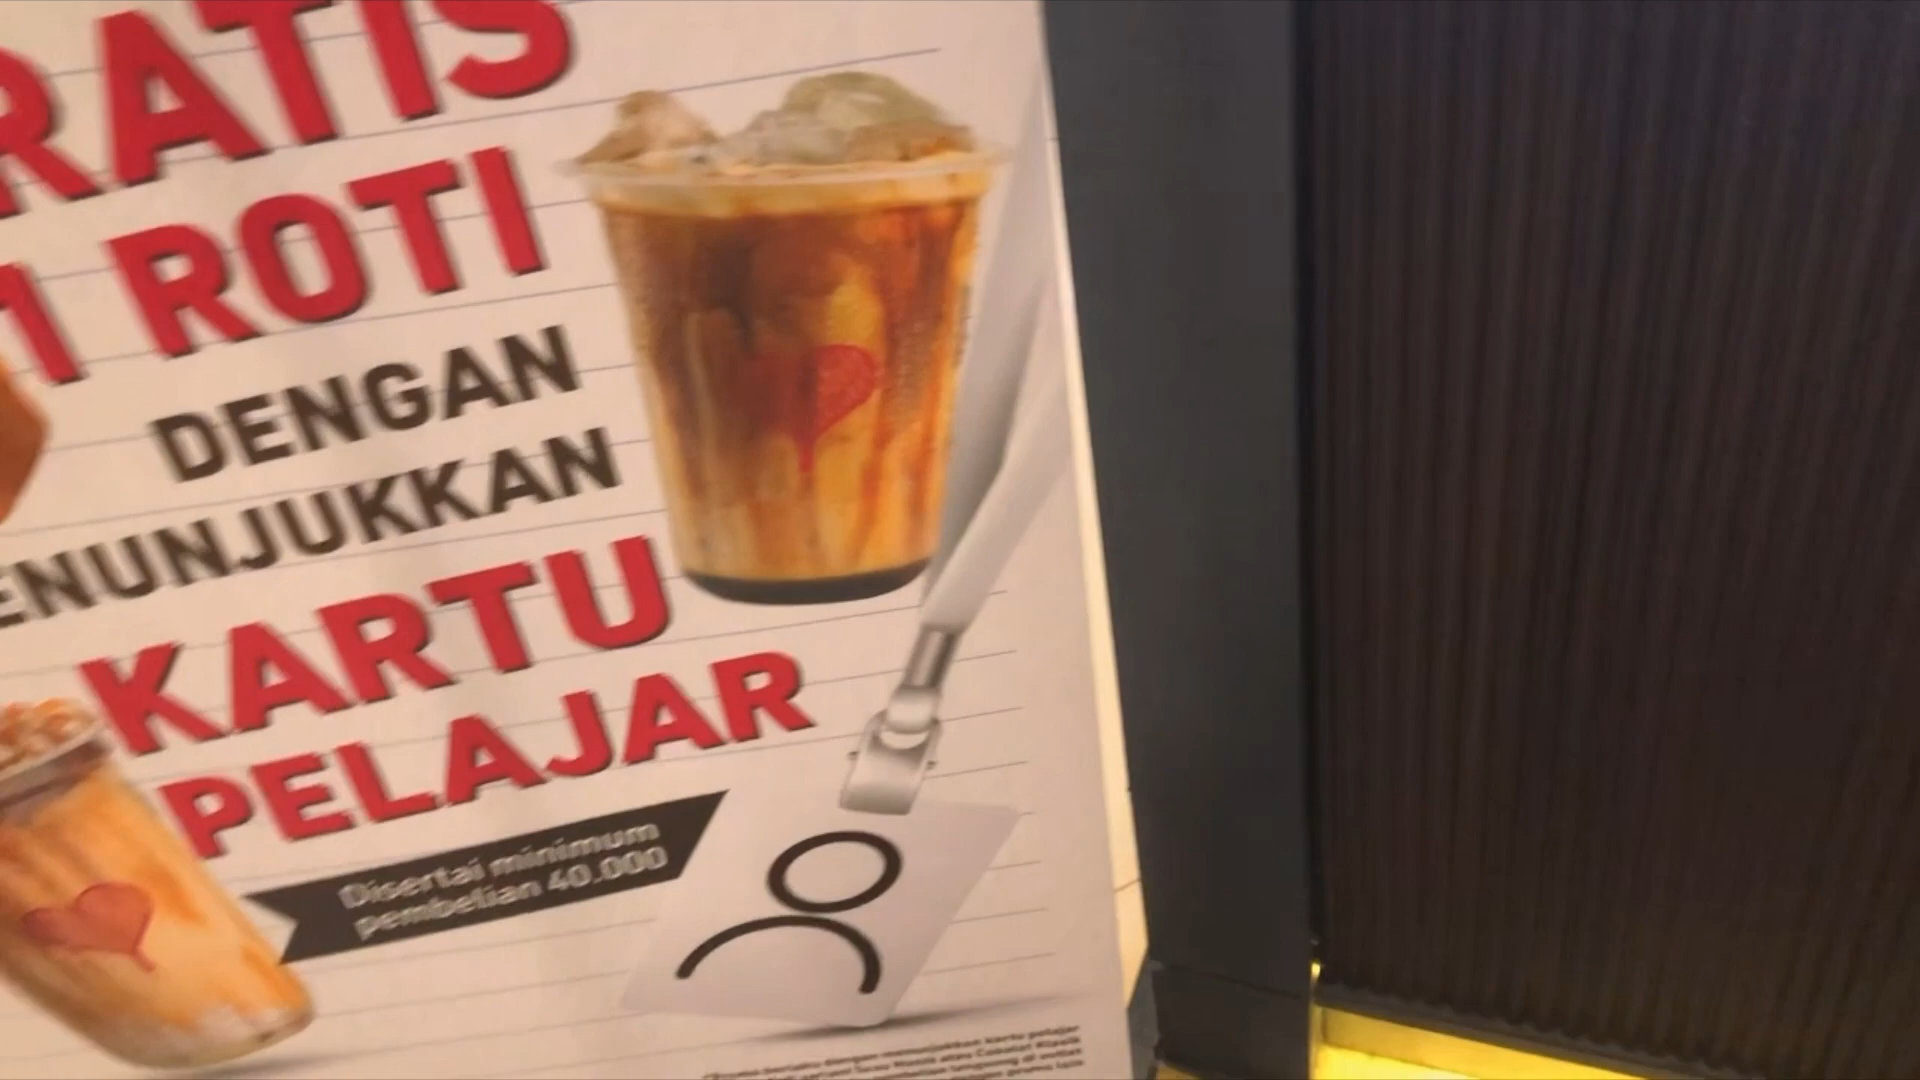 RATIS
1 ROTI
DENGAN
ENUNJUKKAN
KARTU
PELAJAR
Disertai minimum
pembelian 40.000